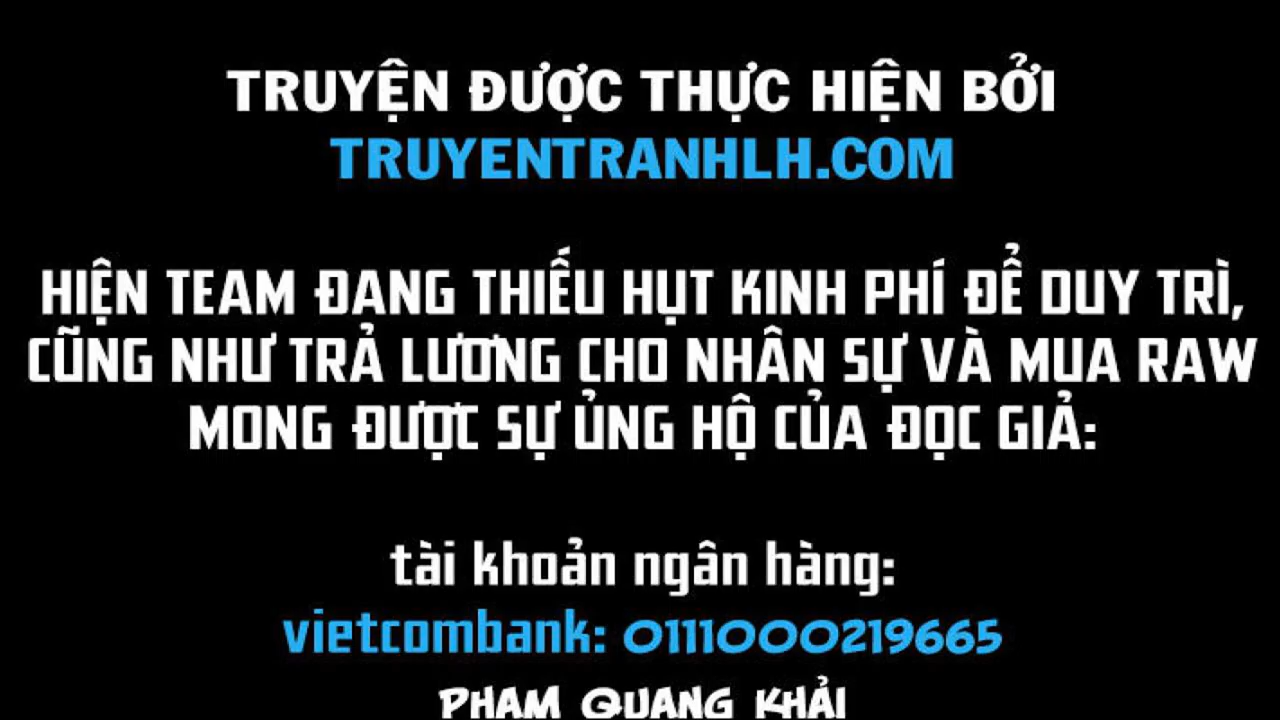 TRUYỆN ĐƯỢC THỰC HIỆN BỞI
TRUYENTRANHLH.COM
HIỆN TEAM ĐANG THIẾU HỤT KINH PHÍ ĐỂ DUY TRÌ,
CŨNG NHƯ TRẢ LƯƠNG CHO NHÂN SỰ VÀ MUA RAW
MONG ĐƯỢC SỰ ỦNG HỘ CỦA ĐỌC GIẢ:
tài khoản ngân hàng:
vietcombank: 0111000219665
PHAM QUANG KHẢI